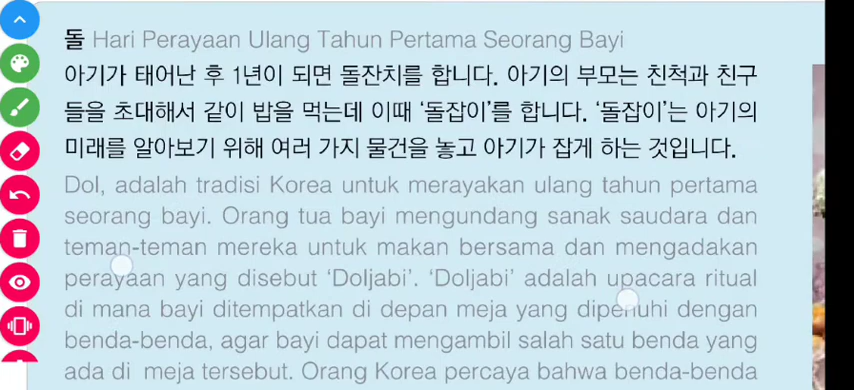 돌 Hari Perayaan Ulang Tahun Pertama Seorang Bayi
아기가 태어난 후 1년이 되면 돌잔치를 합니다. 아기의 부모는 친척과 친구
들을 초대해서 같이 밥을 먹는데 이때 ‘돌잡이’를 합니다. ‘돌잡이’는 아기의
미래를 알아보기 위해 여러 가지 물건을 놓고 아기가 잡게 하는 것입니다.
Dol, adalah tradisi Korea untuk merayakan ulang tahun pertama
seorang bayi. Orang tua bayi mengundang sanak saudara dan
teman-teman mereka untuk makan bersama dan mengadakan
perayaan yang disebut ‘Doljabi’. ‘Doljabi’ adalah upacara ritual
di mana bayi ditempatkan di depan meja yang dipenuhi dengan
benda-benda, agar bayi dapat mengambil salah satu benda yang
ada di meja tersebut. Orang Korea percaya bahwa benda-benda